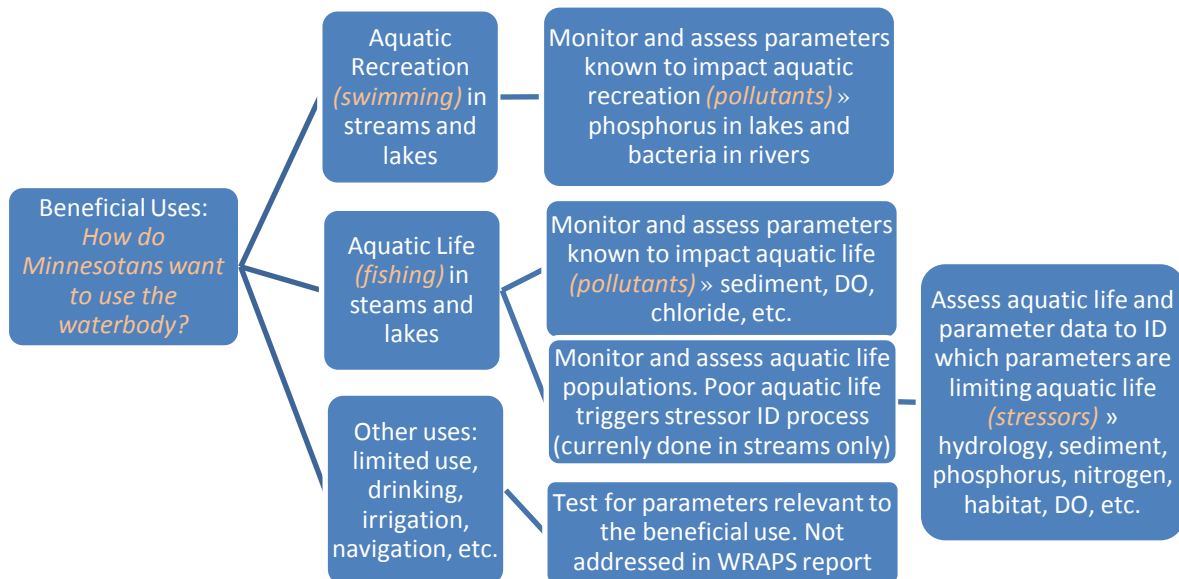 Beneficial Uses:
How do
Minnesotans want
to use the
waterbody?
Aquatic
Recreation
(swimming) in
streams and
lakes
Monitor and assess parameters
known to impact aquatic
recreation (pollutants) »
phosphorus in lakes and
bacteria in rivers
Aquatic Life
(fishing) in
steams and
lakes
Monitor and assess parameters
known to impact aquatic life
(pollutants) » sediment, DO,
chloride, etc.
Monitor and assess aquatic life
populations. Poor aquatic life
triggers stressor ID process
(currently done in streams only)
Assess aquatic life and
parameter data to ID
which parameters are
limiting aquatic life
(stressors) »
hydrology, sediment,
phosphorus, nitrogen,
habitat, DO, etc.
Other uses:
limited use,
drinking,
irrigation,
navigation, etc.
Test for parameters relevant to
the beneficial use. Not
addressed in WRAPS report